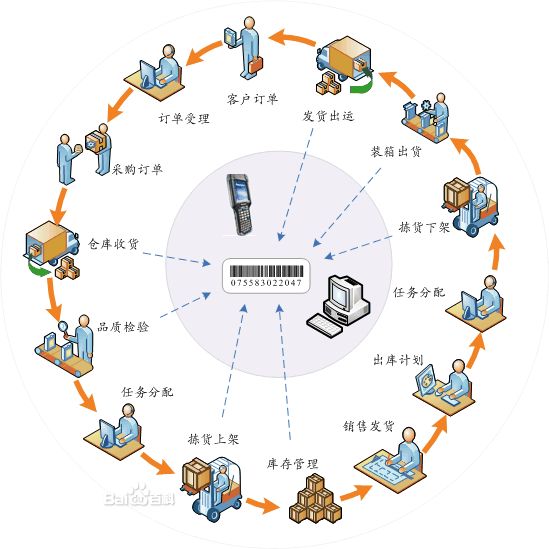 客户订单
订单受理
采购订单
仓库收货
品质检验
任务分配
拣货上架
库存管理
销售发货
出库计划
任务分配
拣货下架
装箱出货
发货出运
075583022047
Baidu百科